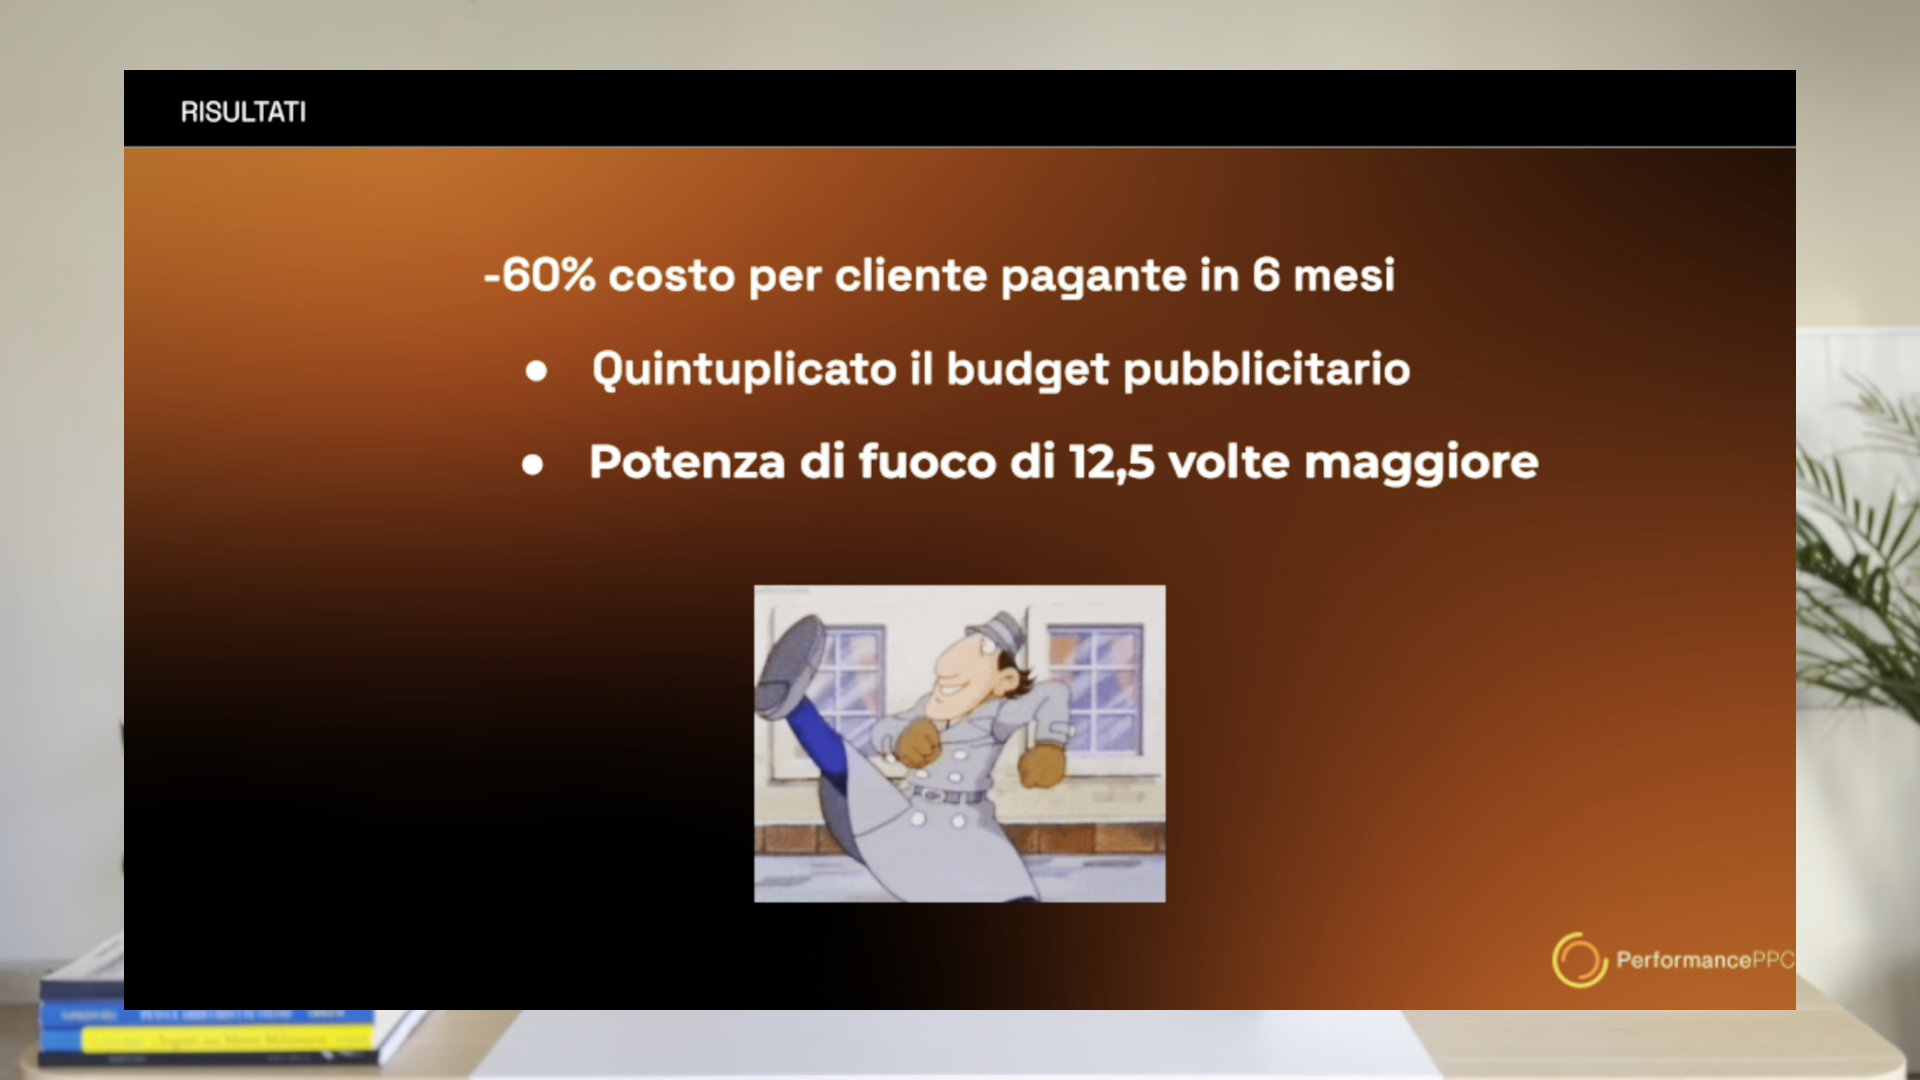 RISULTATI
-60% costo per cliente pagante in 6 mesi
● Quintuplicato il budget pubblicitario
● Potenza di fuoco di 12,5 volte maggiore
PerformancePPC